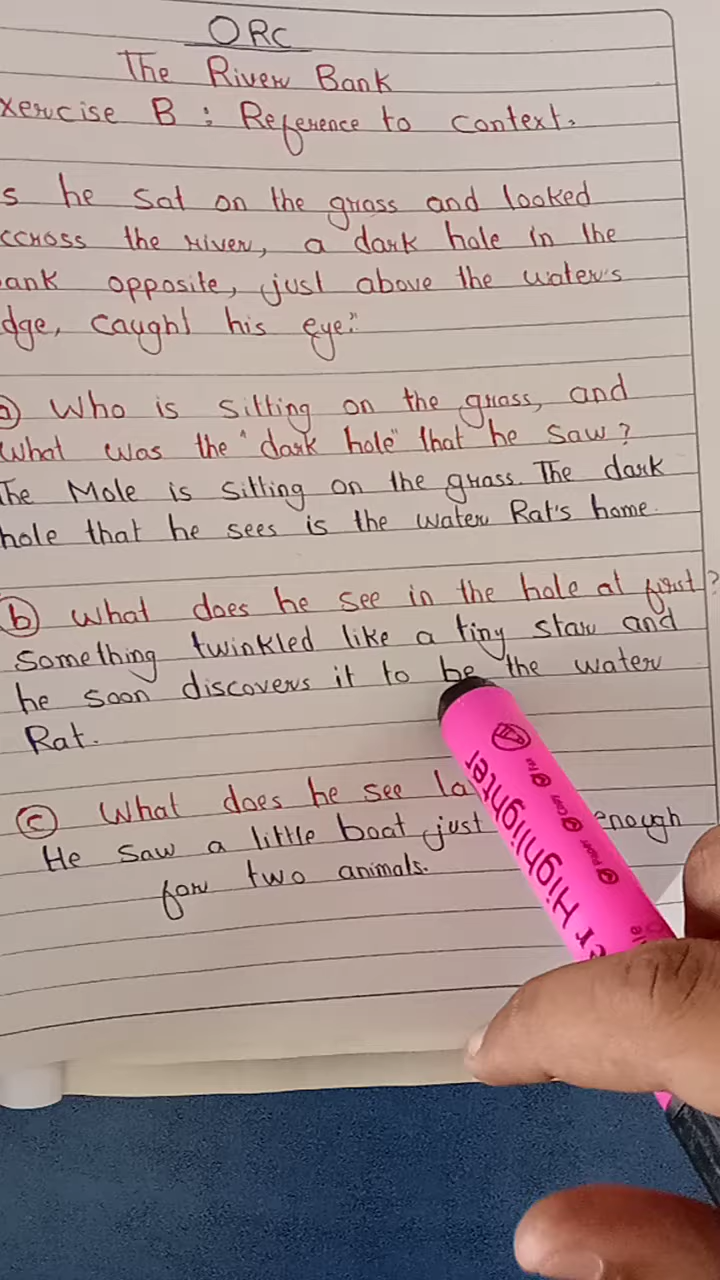 ORC
The River Bank
xercise B : Reference to context.
s he sat on the grass and looked
ccross the river, a dark hole in the
ank opposite, just above the water's
dge, caught his eye."
a) Who is sitting on the grass, and
What was the "dark hole" that he saw?
The Mole is sitting on the grass. The dark
hole that he sees is the water Rat's home.
b) What does he see in the hole at first?
Something twinkled like a tiny star and
he soon discovers it to be the water
Rat.
c) What does he see la
He saw a little boat just enough
for two animals.
Highlighter